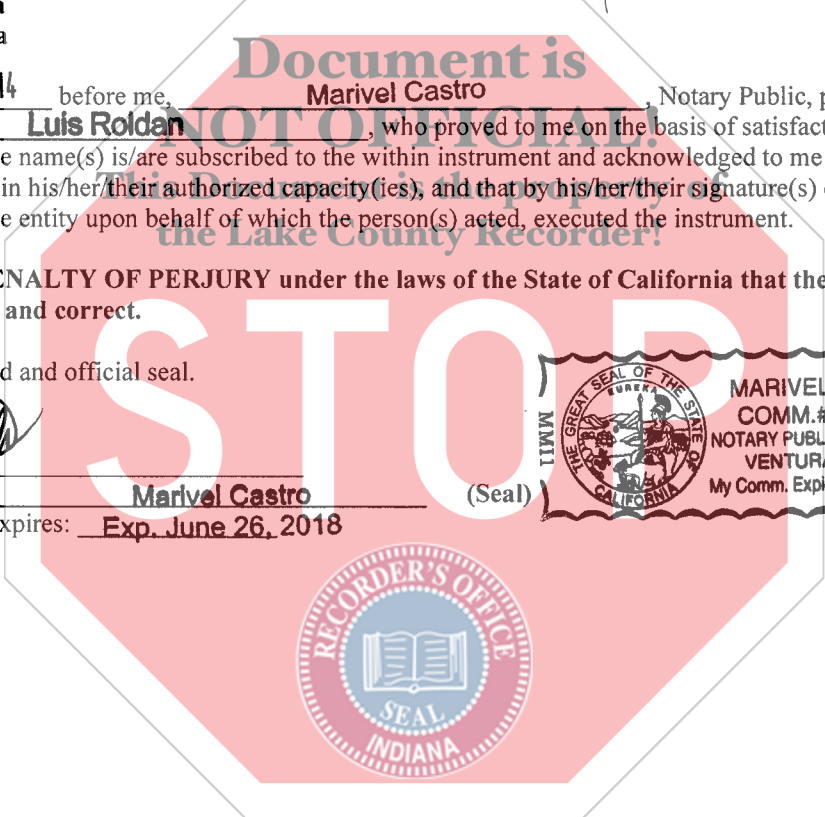 a
a
Document is
4 before me, Marivel Castro, Notary Public, p
NOT OFFICIAL!
Luis Roldan, who proved to me on the basis of satisfact
e name(s) is/are subscribed to the within instrument and acknowledged to me
This Document is the property of
in his/her/their authorized capacity(ies), and that by his/her/their signature(s)
e entity upon behalf of which the person(s) acted, executed the instrument.
the Lake County Recorder!
ENALTY OF PERJURY under the laws of the State of California that the
and correct.
STOP
d and official seal.
THE GREAT SEAL OF THE STATE OF CALIFORNIA
EUREKA
MMII
MARIVEL
COMM.#
NOTARY PUBL
VENTURA
My Comm. Expi
Marivel Castro (Seal)
xpires: Exp. June 26, 2018
RECORDER'S OFFICE
SEAL
INDIANA